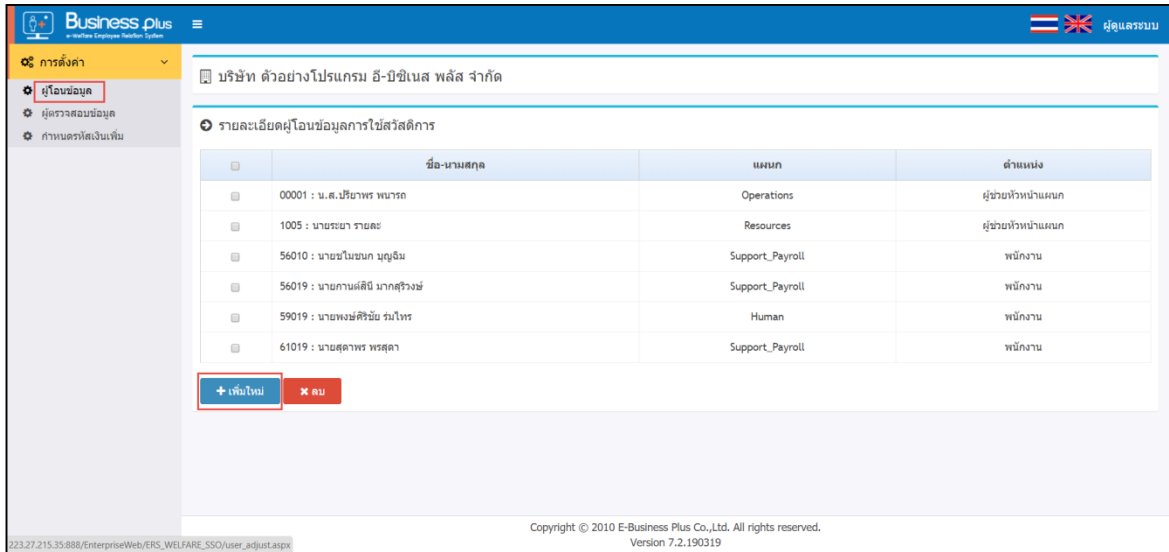 Business plus
e-Welfare Employee Relation System
ผู้ดูแลระบบ
การตั้งค่า
ผู้โอนข้อมูล
ผู้ตรวจสอบข้อมูล
กำหนดรหัสเงินเพิ่ม
บริษัท ตัวอย่างโปรแกรม อี-บิซิเนส พลัส จำกัด
รายละเอียดผู้โอนข้อมูลการใช้สวัสดิการ
ชื่อ-นามสกุล แผนก ตำแหน่ง
00001 : น.ส.ปรียาพร พนารถ Operations ผู้ช่วยหัวหน้าแผนก
1005 : นายระยา รายละ Resources ผู้ช่วยหัวหน้าแผนก
56010 : นายชไมชนก บุญฉิม Support_Payroll พนักงาน
56019 : นายกานต์สินี มากสุริวงษ์ Support_Payroll พนักงาน
59019 : นายพงษ์ศิริชัย ร่มไทร Human พนักงาน
61019 : นายสุดาพร พรสุดา Support_Payroll พนักงาน
+ เพิ่มใหม่ ✖ ลบ
Copyright © 2010 E-Business Plus Co.,Ltd. All rights reserved.
Version 7.2.190319
223.27.215.35:888/EnterpriseWeb/ERS_WELFARE_SSO/user_adjust.aspx